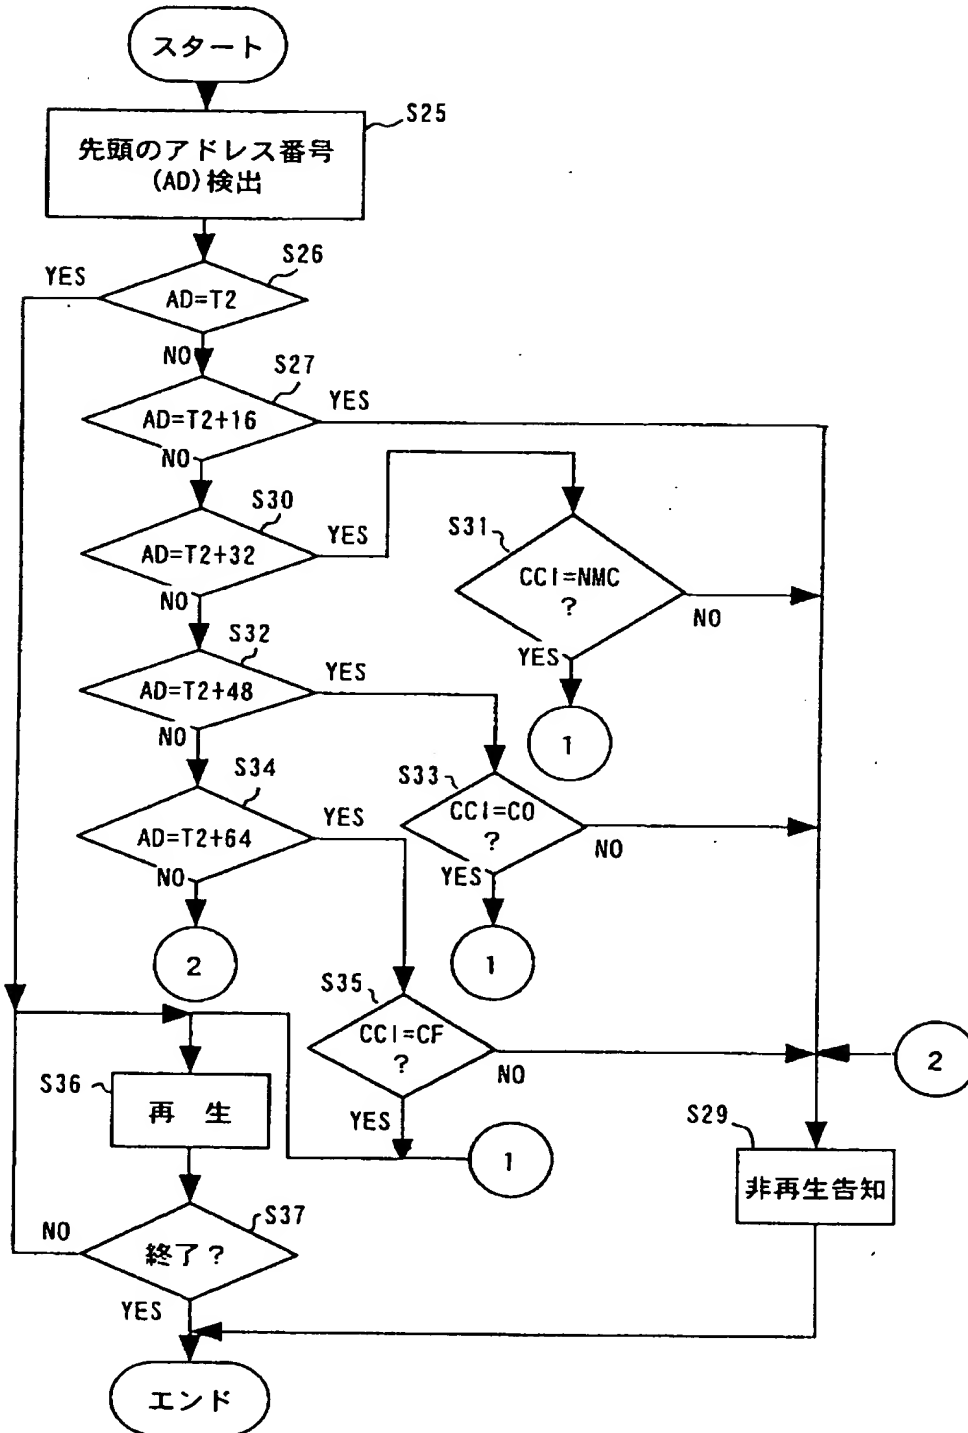 スタート
S25
先頭のアドレス番号
(AD)検出
S26
YES
AD=T2
NO
S27
YES
AD=T2+16
NO
S30
YES
AD=T2+32
NO
S31
CCI=NMC
?
NO
YES
1
S32
YES
AD=T2+48
NO
S33
CCI=CO
?
NO
YES
1
S34
YES
AD=T2+64
NO
2
S35
CCI=CF
?
NO
YES
2
1
S36
再 生
S29
非再生告知
S37
NO
終了?
YES
エンド